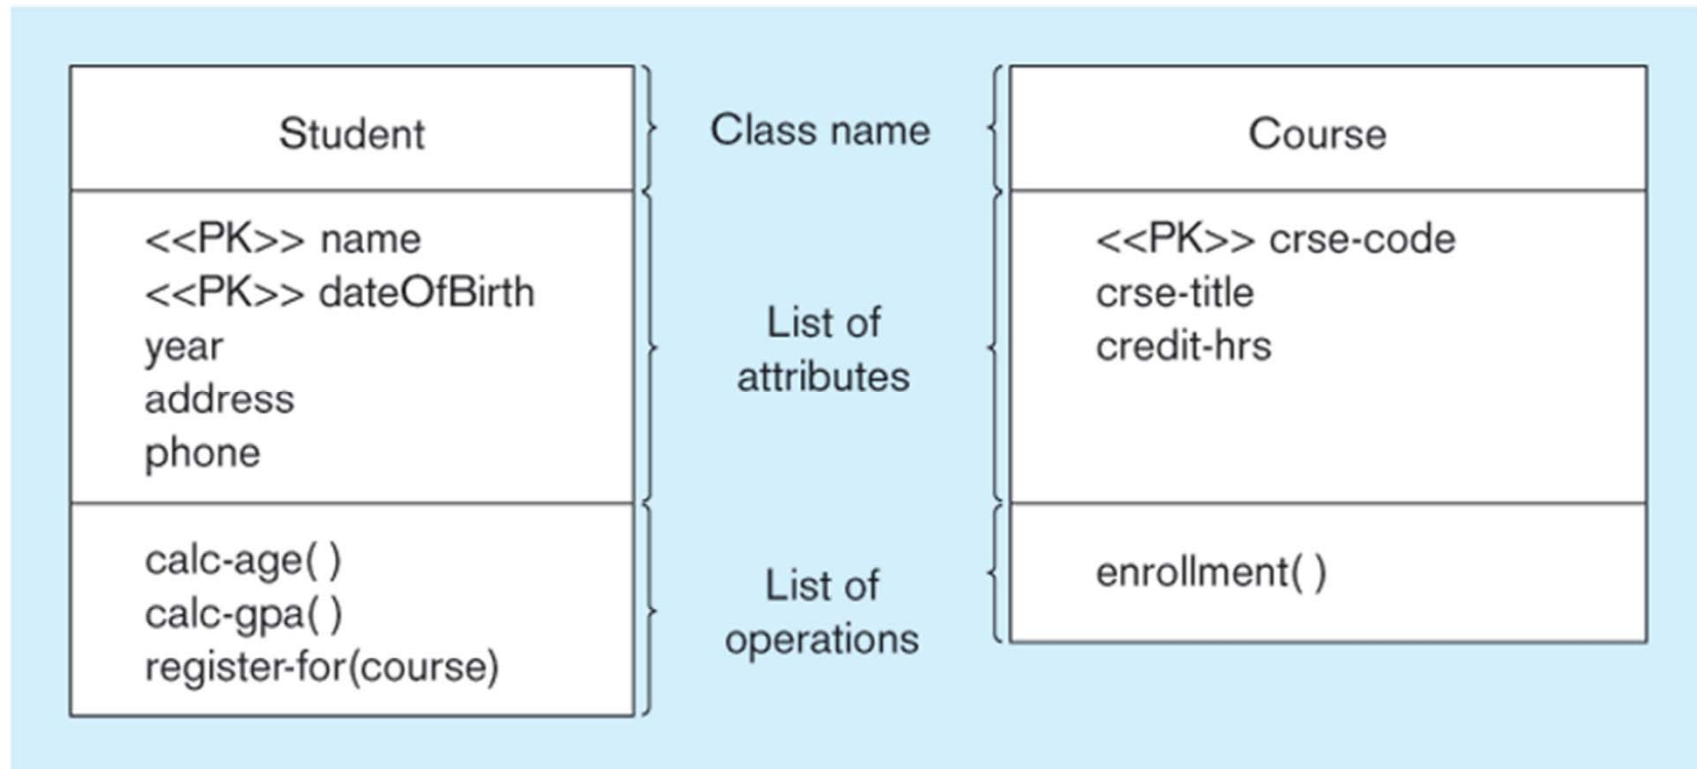 Student
<<PK>> name
<<PK>> dateOfBirth
year
address
phone
calc-age( )
calc-gpa( )
register-for(course)
Class name
List of
attributes
List of
operations
Course
<<PK>> crse-code
crse-title
credit-hrs
enrollment( )